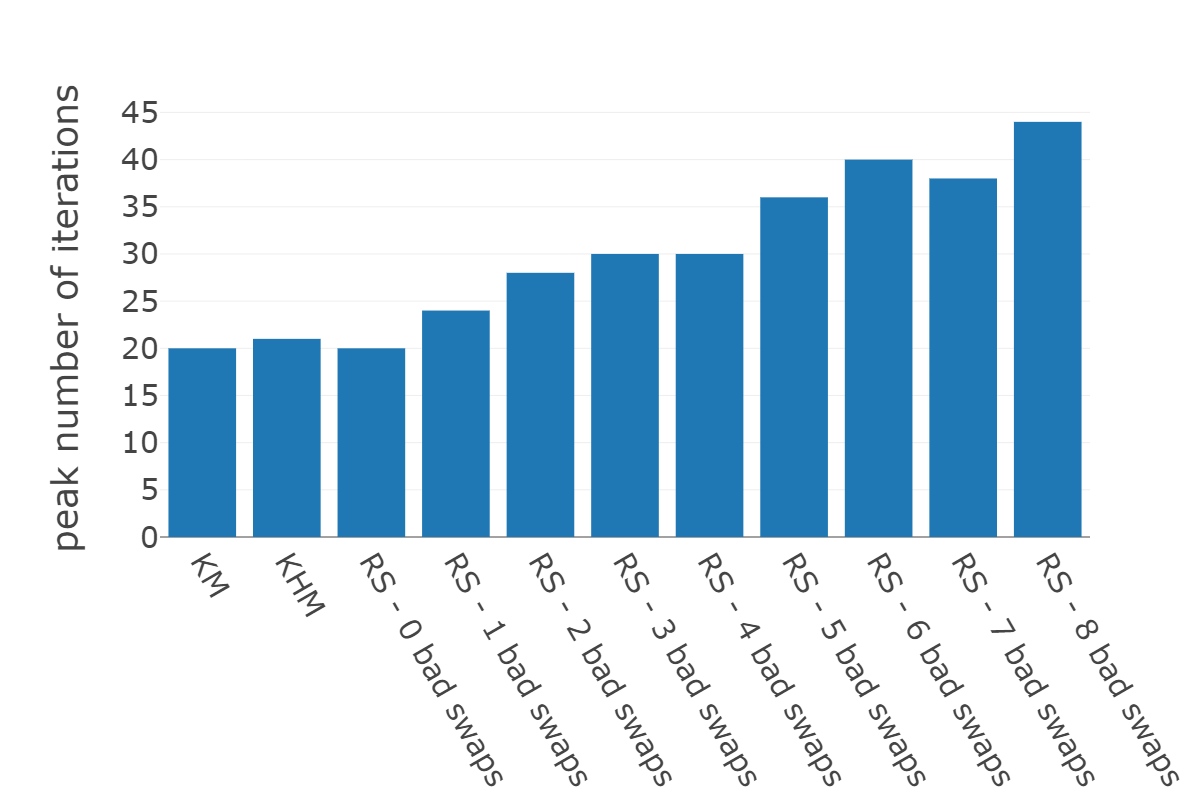 peak number of iterations
45
40
35
30
25
20
15
10
5
0
KM
KHM
RS - 0 bad swaps
RS - 1 bad swaps
RS - 2 bad swaps
RS - 3 bad swaps
RS - 4 bad swaps
RS - 5 bad swaps
RS - 6 bad swaps
RS - 7 bad swaps
RS - 8 bad swaps